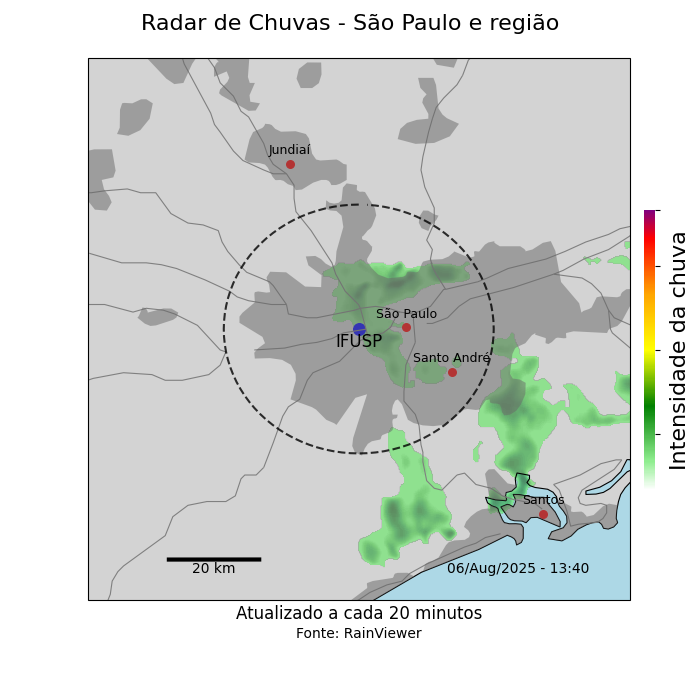 Radar de Chuvas - São Paulo e região
Jundiaí
São Paulo
IFUSP
Santo André
Santos
20 km
06/Aug/2025 - 13:40
Intensidade da chuva
Atualizado a cada 20 minutos
Fonte: RainViewer